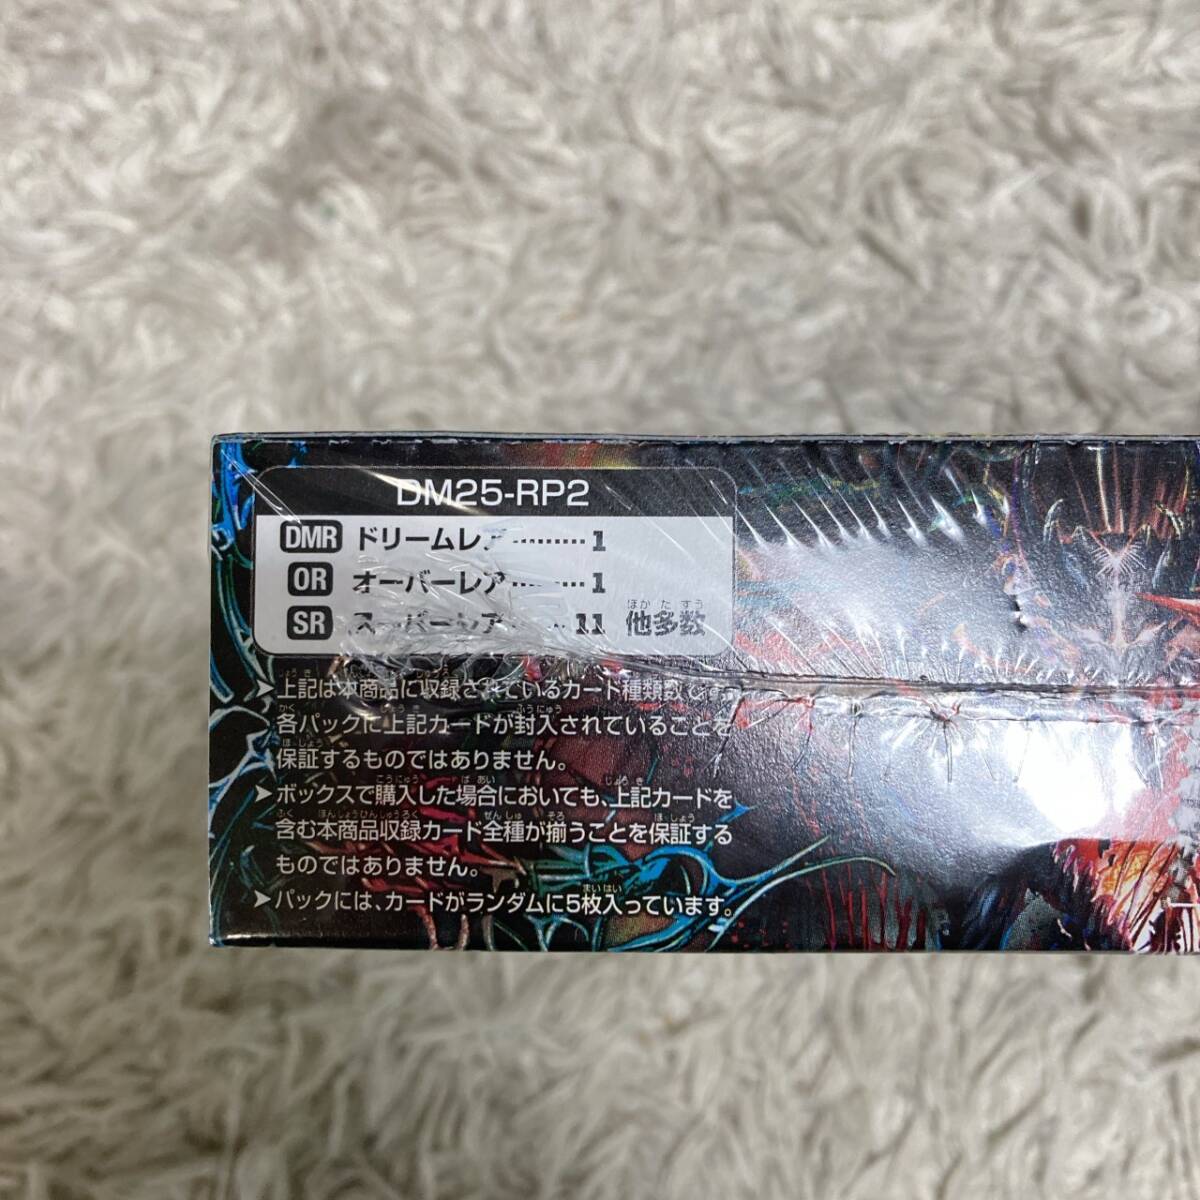 DM25-RP2
DMR ドリームレア………1
OR オーバーレア………1
SR スーパーレア……11 他多数
ほか た すう
➤上記は本商品に収録されているカード種類数です。
各パックに上記カードが封入されていることを
保証するものではありません。
➤ボックスで購入した場合においても、上記カードを
含む本商品収録カード全種が揃うことを保証する
ものではありません。
➤パックには、カードがランダムに5枚入っています。